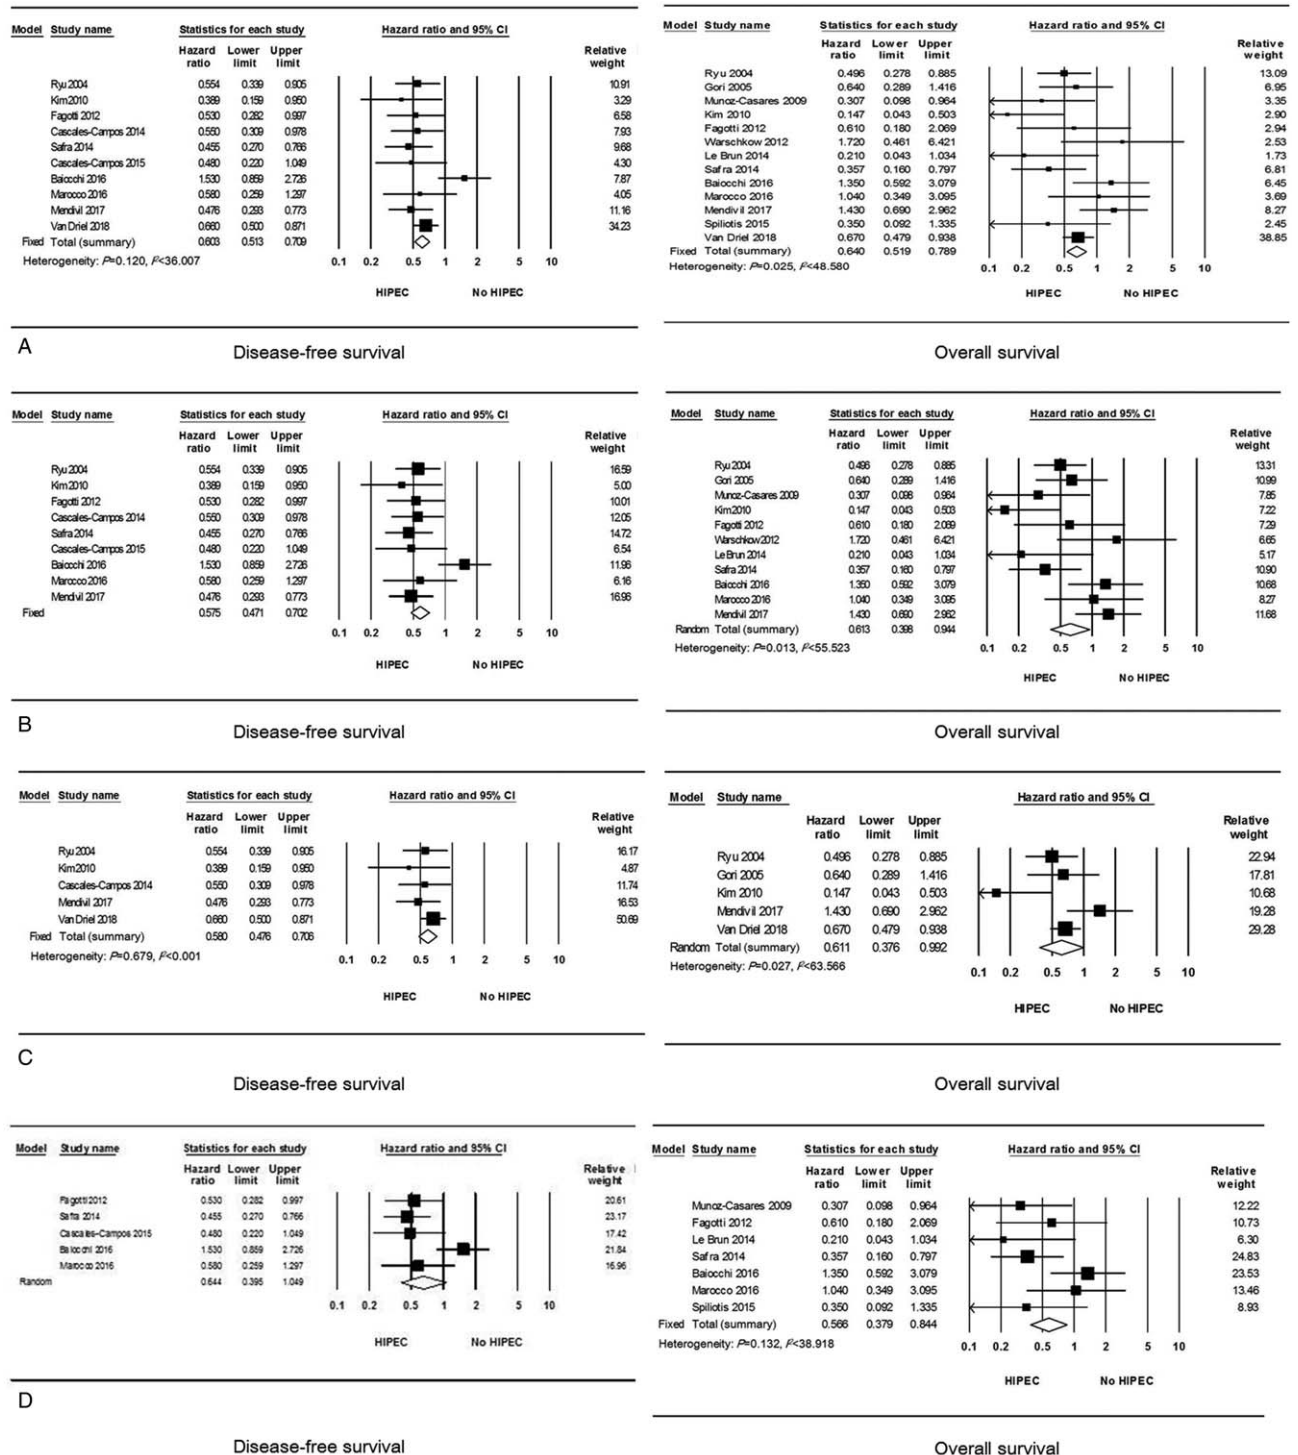 Model Study name Statistics for each study Hazard ratio and 95% CI
Hazard Lower Upper Relative
ratio limit limit weight
Ryu 2004 0.554 0.339 0.905 10.91
Kim 2010 0.389 0.159 0.950 3.29
Fagotti 2012 0.530 0.282 0.997 6.58
Cascales-Campos 2014 0.550 0.309 0.978 7.93
Safra 2014 0.455 0.270 0.766 9.68
Cascales-Campos 2015 0.480 0.220 1.049 4.30
Baiocchi 2016 1.530 0.859 2.726 7.87
Marocco 2016 0.580 0.259 1.297 4.05
Mendivil 2017 0.476 0.293 0.773 11.16
Van Driel 2018 0.660 0.500 0.871 34.23
Fixed Total (summary) 0.603 0.513 0.709
Heterogeneity: P=0.120, I²<36.007
0.1 0.2 0.5 1 2 5 10
HIPEC No HIPEC
A
Disease-free survival
Model Study name Statistics for each study Hazard ratio and 95% CI
Hazard Lower Upper Relative
ratio limit limit weight
Ryu 2004 0.496 0.278 0.885 13.09
Gori 2005 0.640 0.289 1.416 6.95
Munoz-Casares 2009 0.307 0.098 0.964 3.35
Kim 2010 0.147 0.043 0.503 2.90
Fagotti 2012 0.610 0.180 2.069 2.94
Warschkow 2012 1.720 0.461 6.421 2.53
Le Brun 2014 0.210 0.043 1.034 1.73
Safra 2014 0.357 0.160 0.797 6.81
Baiocchi 2016 1.350 0.592 3.079 6.45
Marocco 2016 1.040 0.349 3.095 3.69
Mendivil 2017 1.430 0.690 2.962 8.27
Spiliotis 2015 0.350 0.092 1.335 2.45
Van Driel 2018 0.670 0.479 0.938 38.85
Fixed Total (summary) 0.640 0.519 0.789
Heterogeneity: P=0.025, I²<48.580
0.1 0.2 0.5 1 2 5 10
HIPEC No HIPEC
Overall survival
Model Study name Statistics for each study Hazard ratio and 95% CI
Hazard Lower Upper Relative
ratio limit limit weight
Ryu 2004 0.554 0.339 0.905 16.59
Kim 2010 0.389 0.159 0.950 5.00
Fagotti 2012 0.530 0.282 0.997 10.01
Cascales-Campos 2014 0.550 0.309 0.978 12.05
Safra 2014 0.455 0.270 0.766 14.72
Cascales-Campos 2015 0.480 0.220 1.049 6.54
Baiocchi 2016 1.530 0.859 2.726 11.96
Marocco 2016 0.580 0.259 1.297 6.16
Mendivil 2017 0.476 0.293 0.773 16.96
Fixed 0.575 0.471 0.702
0.1 0.2 0.5 1 2 5 10
HIPEC No HIPEC
B
Disease-free survival
Model Study name Statistics for each study Hazard ratio and 95% CI
Hazard Lower Upper Relative
ratio limit limit weight
Ryu 2004 0.496 0.278 0.885 13.31
Gori 2005 0.640 0.289 1.416 10.99
Munoz-Casares 2009 0.307 0.098 0.964 7.85
Kim 2010 0.147 0.043 0.503 7.22
Fagotti 2012 0.610 0.180 2.069 7.29
Warschkow 2012 1.720 0.461 6.421 6.65
Le Brun 2014 0.210 0.043 1.034 5.17
Safra 2014 0.357 0.160 0.797 10.90
Baiocchi 2016 1.350 0.592 3.079 10.68
Marocco 2016 1.040 0.349 3.095 8.27
Mendivil 2017 1.430 0.690 2.962 11.68
Random Total (summary) 0.613 0.398 0.944
Heterogeneity: P=0.013, I²<55.523
0.1 0.2 0.5 1 2 5 10
HIPEC No HIPEC
Overall survival
Model Study name Statistics for each study Hazard ratio and 95% CI
Hazard Lower Upper Relative
ratio limit limit weight
Ryu 2004 0.554 0.339 0.905 16.17
Kim 2010 0.389 0.159 0.950 4.87
Cascales-Campos 2014 0.550 0.309 0.978 11.74
Mendivil 2017 0.476 0.293 0.773 16.53
Van Driel 2018 0.660 0.500 0.871 50.69
Fixed Total (summary) 0.580 0.476 0.706
Heterogeneity: P=0.679, I²<0.001
0.1 0.2 0.5 1 2 5 10
HIPEC No HIPEC
C
Disease-free survival
Model Study name Hazard ratio and 95% CI
Hazard Lower Upper Relative
ratio limit limit weight
Ryu 2004 0.496 0.278 0.885 22.94
Gori 2005 0.640 0.289 1.416 17.81
Kim 2010 0.147 0.043 0.503 10.68
Mendivil 2017 1.430 0.690 2.962 19.28
Van Driel 2018 0.670 0.479 0.938 29.28
Random Total (summary) 0.611 0.376 0.992
Heterogeneity: P=0.027, I²<63.566
0.1 0.2 0.5 1 2 5 10
HIPEC No HIPEC
Overall survival
Model Study name Statistics for each study Hazard ratio and 95% CI
Hazard Lower Upper Relative
ratio limit limit weight
Fagotti 2012 0.530 0.282 0.997 20.61
Safra 2014 0.455 0.270 0.766 23.17
Cascales-Campos 2015 0.480 0.220 1.049 17.42
Baiocchi 2016 1.530 0.859 2.726 21.84
Marocco 2016 0.580 0.259 1.297 16.96
Random 0.644 0.395 1.049
0.1 0.2 0.5 1 2 5 10
HIPEC No HIPEC
D
Disease-free survival
Model Study name Statistics for each study Hazard ratio and 95% CI
Hazard Lower Upper Relative
ratio limit limit weight
Munoz-Casares 2009 0.307 0.098 0.964 12.22
Fagotti 2012 0.610 0.180 2.069 10.73
Le Brun 2014 0.210 0.043 1.034 6.30
Safra 2014 0.357 0.160 0.797 24.83
Baiocchi 2016 1.350 0.592 3.079 23.53
Marocco 2016 1.040 0.349 3.095 13.46
Spiliotis 2015 0.350 0.092 1.335 8.93
Fixed Total (summary) 0.566 0.379 0.844
Heterogeneity: P=0.132, I²<38.918
0.1 0.2 0.5 1 2 5 10
HIPEC No HIPEC
Overall survival